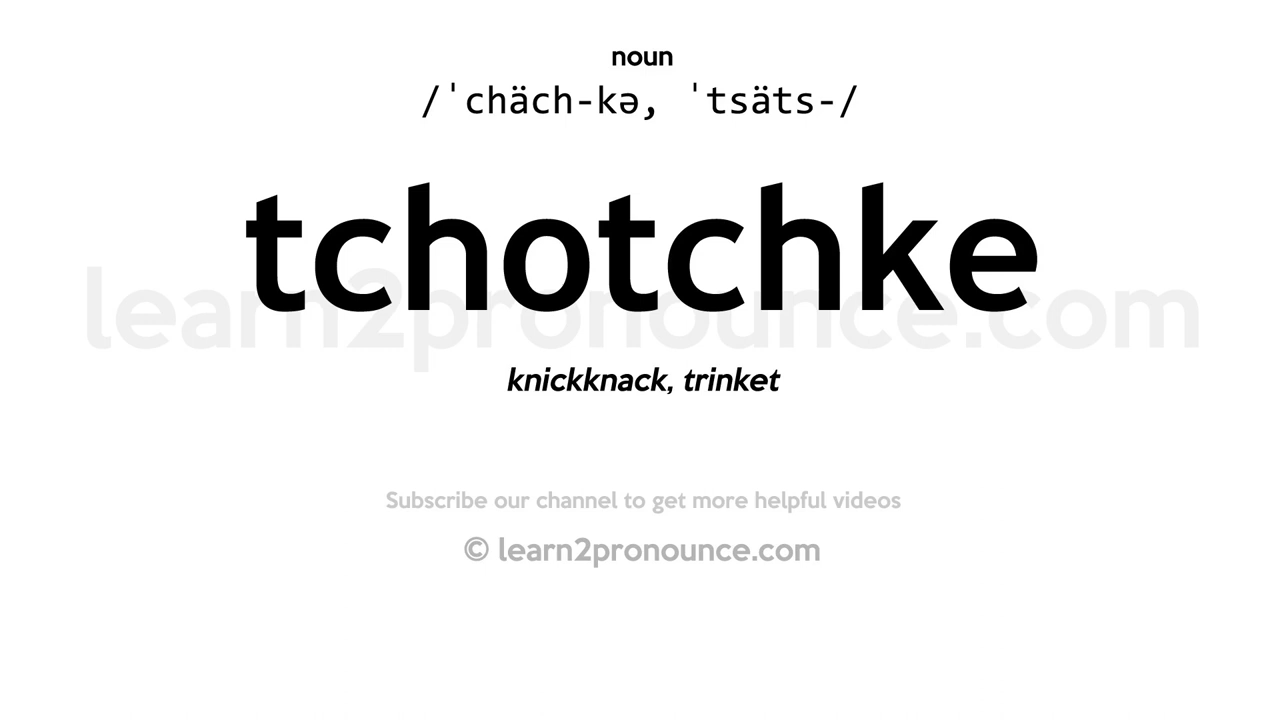 noun
/ˈchäch-kə, ˈtsäts-/
tchotchke
learn2pronounce.com
knickknack, trinket
Subscribe our channel to get more helpful videos
© learn2pronounce.com